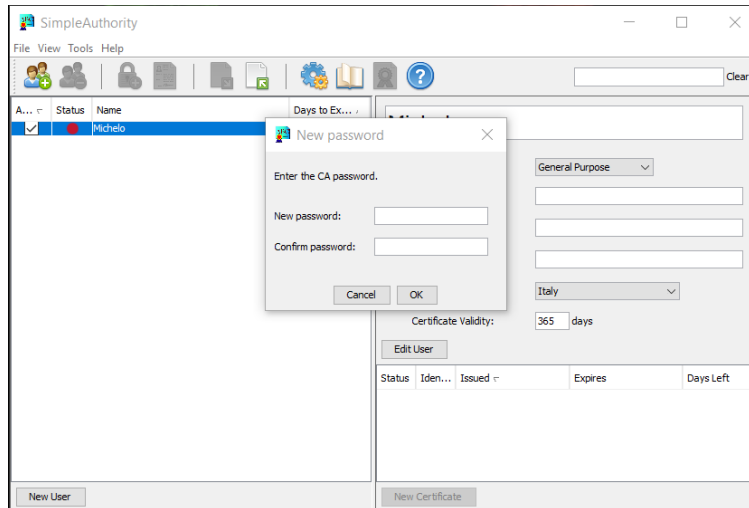 SimpleAuthority
File View Tools Help
Clear
A... Status Name Days to Ex...
Michelo
New password
Enter the CA password.
New password:
Confirm password:
Cancel OK
General Purpose
Italy
Certificate Validity: 365 days
Edit User
Status Iden... Issued Expires Days Left
New User
New Certificate